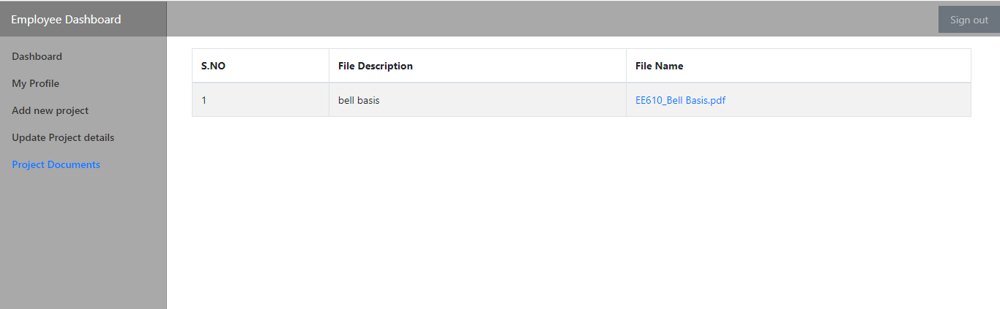 Employee Dashboard
Sign out
Dashboard
My Profile
Add new project
Update Project details
Project Documents
S.NO File Description File Name
1 bell basis EE610_Bell Basis.pdf